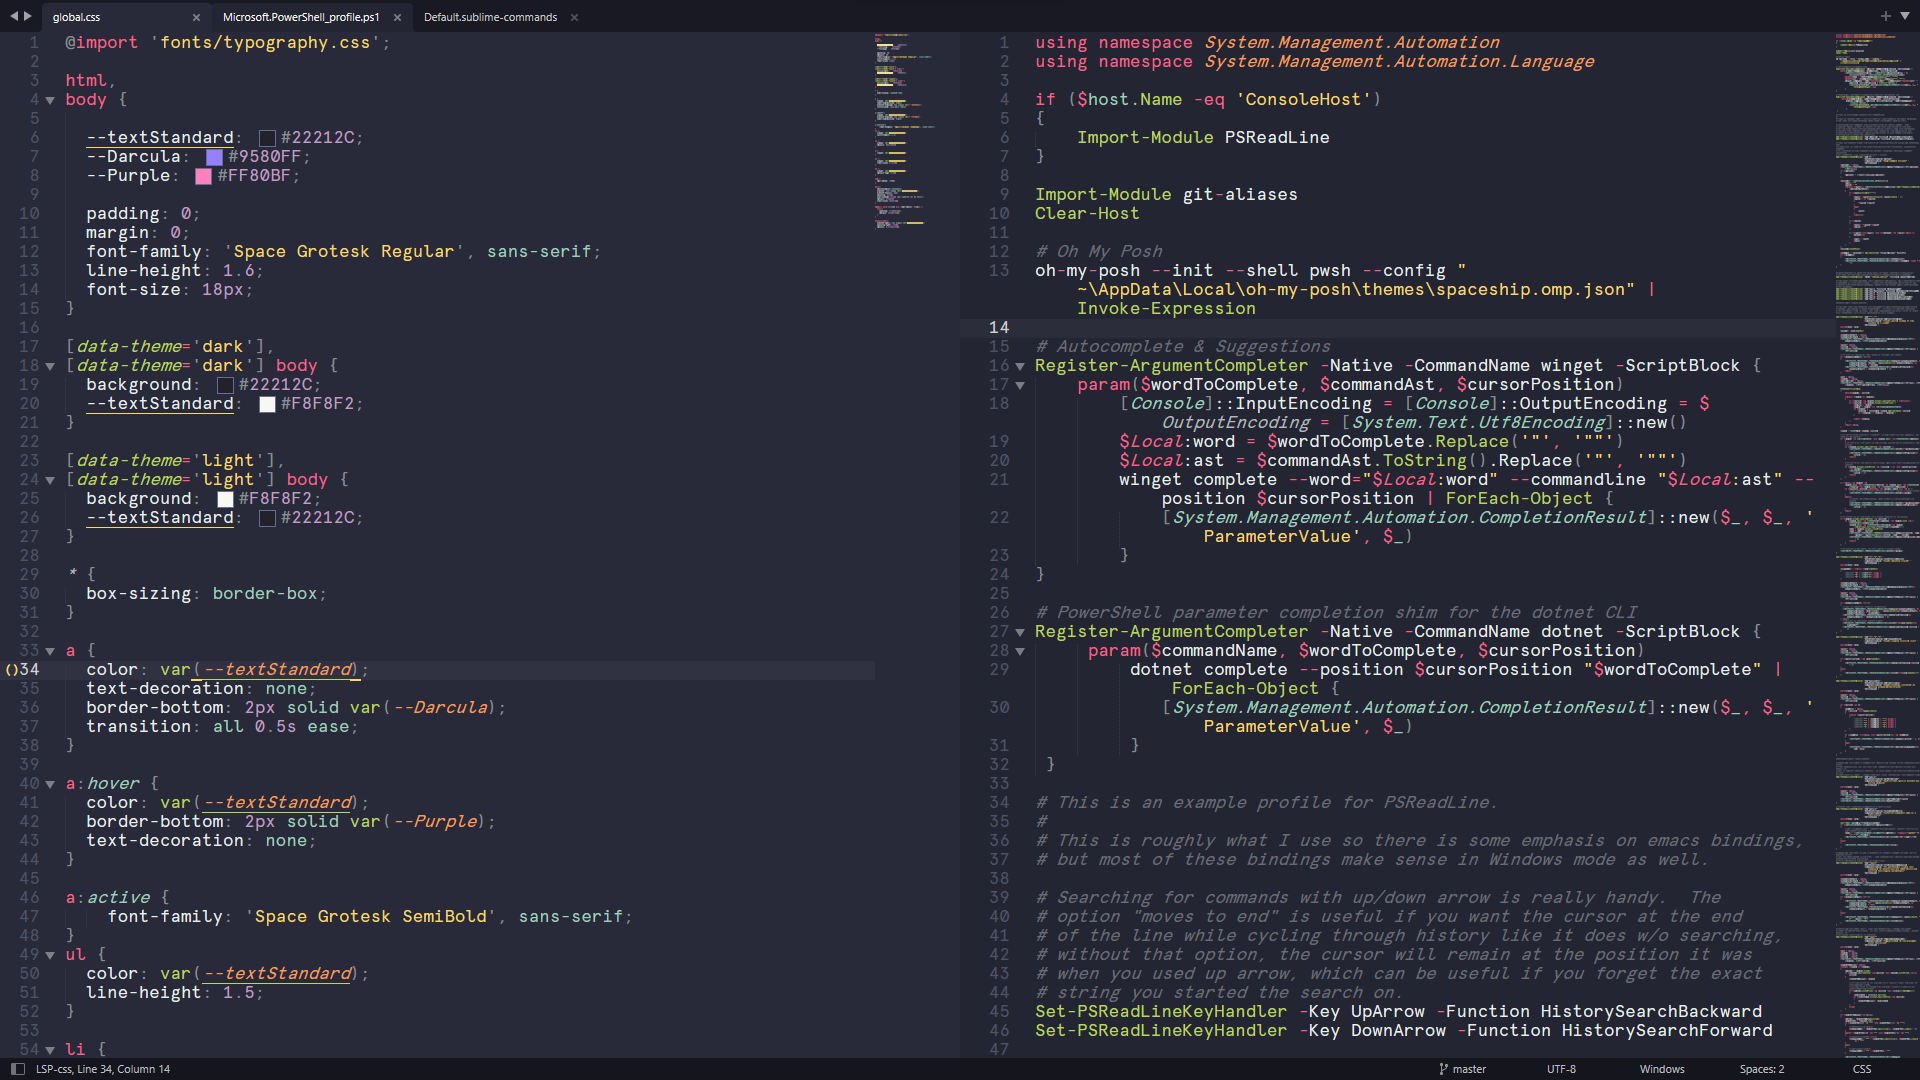 global.css
Microsoft.PowerShell_profile.ps1
Default.sublime-commands
1 @import 'fonts/typography.css';
2
3 html,
4 body {
5
6 --textStandard: #22212C;
7 --Darcula: #9580FF;
8 --Purple: #FF80BF;
9
10 padding: 0;
11 margin: 0;
12 font-family: 'Space Grotesk Regular', sans-serif;
13 line-height: 1.6;
14 font-size: 18px;
15 }
16
17 [data-theme='dark'],
18 [data-theme='dark'] body {
19 background: #22212C;
20 --textStandard: #F8F8F2;
21 }
22
23 [data-theme='light'],
24 [data-theme='light'] body {
25 background: #F8F8F2;
26 --textStandard: #22212C;
27 }
28
29 * {
30 box-sizing: border-box;
31 }
32
33 a {
()34 color: var(--textStandard);
35 text-decoration: none;
36 border-bottom: 2px solid var(--Darcula);
37 transition: all 0.5s ease;
38 }
39
40 a:hover {
41 color: var(--textStandard);
42 border-bottom: 2px solid var(--Purple);
43 text-decoration: none;
44 }
45
46 a:active {
47 font-family: 'Space Grotesk SemiBold', sans-serif;
48 }
49 ul {
50 color: var(--textStandard);
51 line-height: 1.5;
52 }
53
54 li {
1 using namespace System.Management.Automation
2 using namespace System.Management.Automation.Language
3
4 if ($host.Name -eq 'ConsoleHost')
5 {
6 Import-Module PSReadLine
7 }
8
9 Import-Module git-aliases
10 Clear-Host
11
12 # Oh My Posh
13 oh-my-posh --init --shell pwsh --config "
~\AppData\Local\oh-my-posh\themes\spaceship.omp.json" |
Invoke-Expression
14
15 # Autocomplete & Suggestions
16 Register-ArgumentCompleter -Native -CommandName winget -ScriptBlock {
17 param($wordToComplete, $commandAst, $cursorPosition)
18 [Console]::InputEncoding = [Console]::OutputEncoding = $
OutputEncoding = [System.Text.Utf8Encoding]::new()
19 $Local:word = $wordToComplete.Replace('"', '""')
20 $Local:ast = $commandAst.ToString().Replace('"', '""')
21 winget complete --word="$Local:word" --commandline "$Local:ast" --
position $cursorPosition | ForEach-Object {
22 [System.Management.Automation.CompletionResult]::new($_, $_, '
ParameterValue', $_)
23 }
24 }
25
26 # PowerShell parameter completion shim for the dotnet CLI
27 Register-ArgumentCompleter -Native -CommandName dotnet -ScriptBlock {
28 param($commandName, $wordToComplete, $cursorPosition)
29 dotnet complete --position $cursorPosition "$wordToComplete" |
ForEach-Object {
30 [System.Management.Automation.CompletionResult]::new($_, $_, '
ParameterValue', $_)
31 }
32 }
33
34 # This is an example profile for PSReadLine.
35 #
36 # This is roughly what I use so there is some emphasis on emacs bindings,
37 # but most of these bindings make sense in Windows mode as well.
38
39 # Searching for commands with up/down arrow is really handy.  The
40 # option "moves to end" is useful if you want the cursor at the end
41 # of the line while cycling through history like it does w/o searching,
42 # without that option, the cursor will remain at the position it was
43 # when you used up arrow, which can be useful if you forget the exact
44 # string you started the search on.
45 Set-PSReadLineKeyHandler -Key UpArrow -Function HistorySearchBackward
46 Set-PSReadLineKeyHandler -Key DownArrow -Function HistorySearchForward
47
LSP-css, Line 34, Column 14
master
UTF-8
Windows
Spaces: 2
CSS